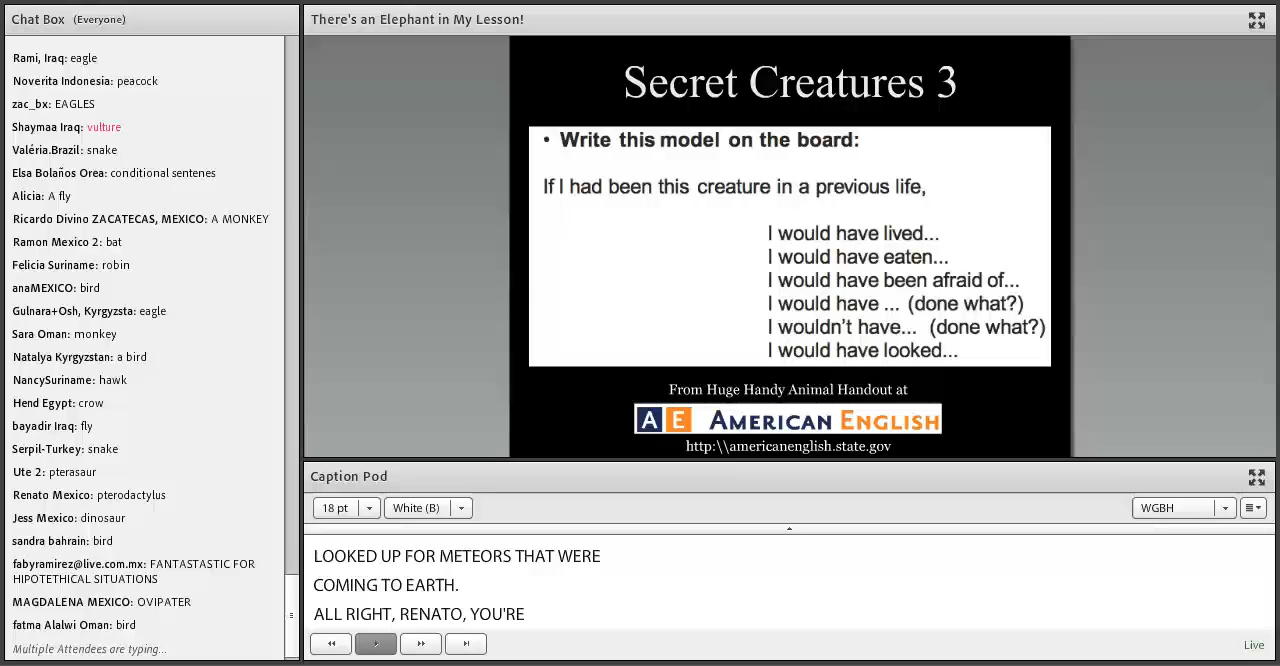 Chat Box (Everyone)
Rami, Iraq: eagle
Noverita Indonesia: peacock
zac_bx: EAGLES
Shaymaa Iraq: vulture
Valéria.Brazil: snake
Elsa Bolaños Orea: conditional sentenes
Alicia: A fly
Ricardo Divino ZACATECAS, MEXICO: A MONKEY
Ramon Mexico 2: bat
Felicia Suriname: robin
anaMEXICO: bird
Gulnara+Osh, Kyrgyzsta: eagle
Sara Oman: monkey
Natalya Kyrgyzstan: a bird
NancySuriname: hawk
Hend Egypt: crow
bayadir Iraq: fly
Serpil-Turkey: snake
Ute 2: pterasaur
Renato Mexico: pterodactylus
Jess Mexico: dinosaur
sandra bahrain: bird
fabyramirez@live.com.mx: FANTASTASTIC FOR
HIPOTETHICAL SITUATIONS
MAGDALENA MEXICO: OVIPATER
fatma Alalwi Oman: bird
Multiple Attendees are typing...
There's an Elephant in My Lesson!
Secret Creatures 3
• Write this model on the board:
If I had been this creature in a previous life,
I would have lived...
I would have eaten...
I would have been afraid of...
I would have ... (done what?)
I wouldn't have... (done what?)
I would have looked...
From Huge Handy Animal Handout at
AE AMERICAN ENGLISH
http:\\americanenglish.state.gov
Caption Pod
18 pt White (B) WGBH
LOOKED UP FOR METEORS THAT WERE
COMING TO EARTH.
ALL RIGHT, RENATO, YOU'RE
Live